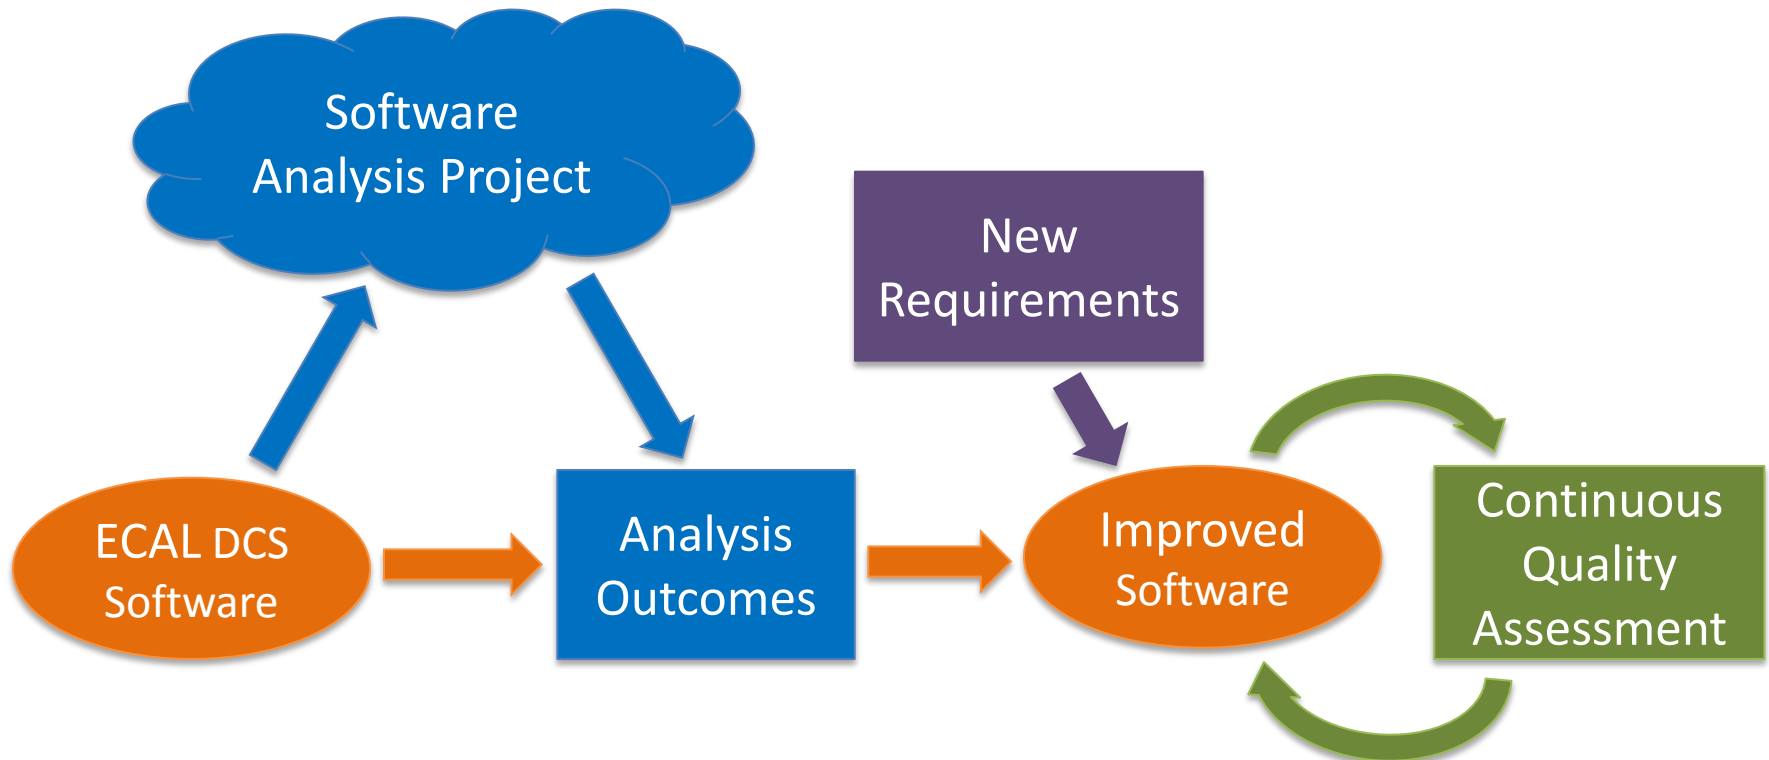 Software
Analysis Project
New
Requirements
ECAL DCS
Software
Analysis
Outcomes
Improved
Software
Continuous
Quality
Assessment